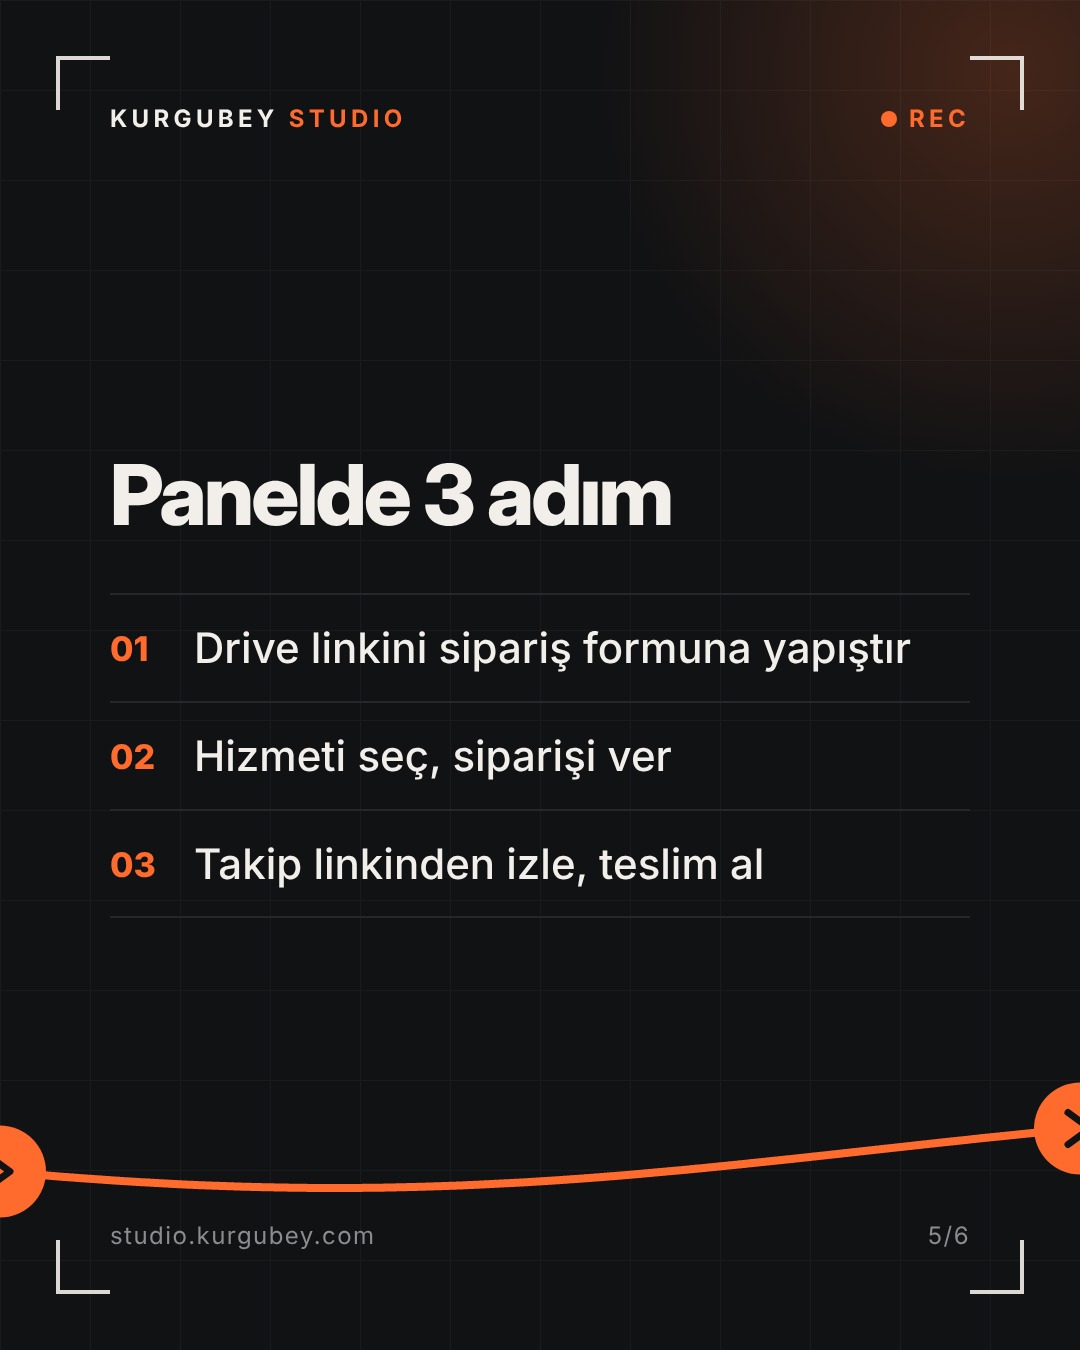 KURGUBEY STUDIO
REC
Panelde 3 adım
01 Drive linkini sipariş formuna yapıştır
02 Hizmeti seç, siparişi ver
03 Takip linkinden izle, teslim al
studio.kurgubey.com
5/6